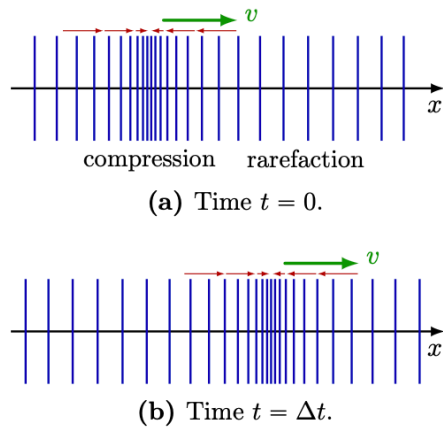 v
x
compression rarefaction
(a) Time t = 0.
v
x
(b) Time t = Δt.